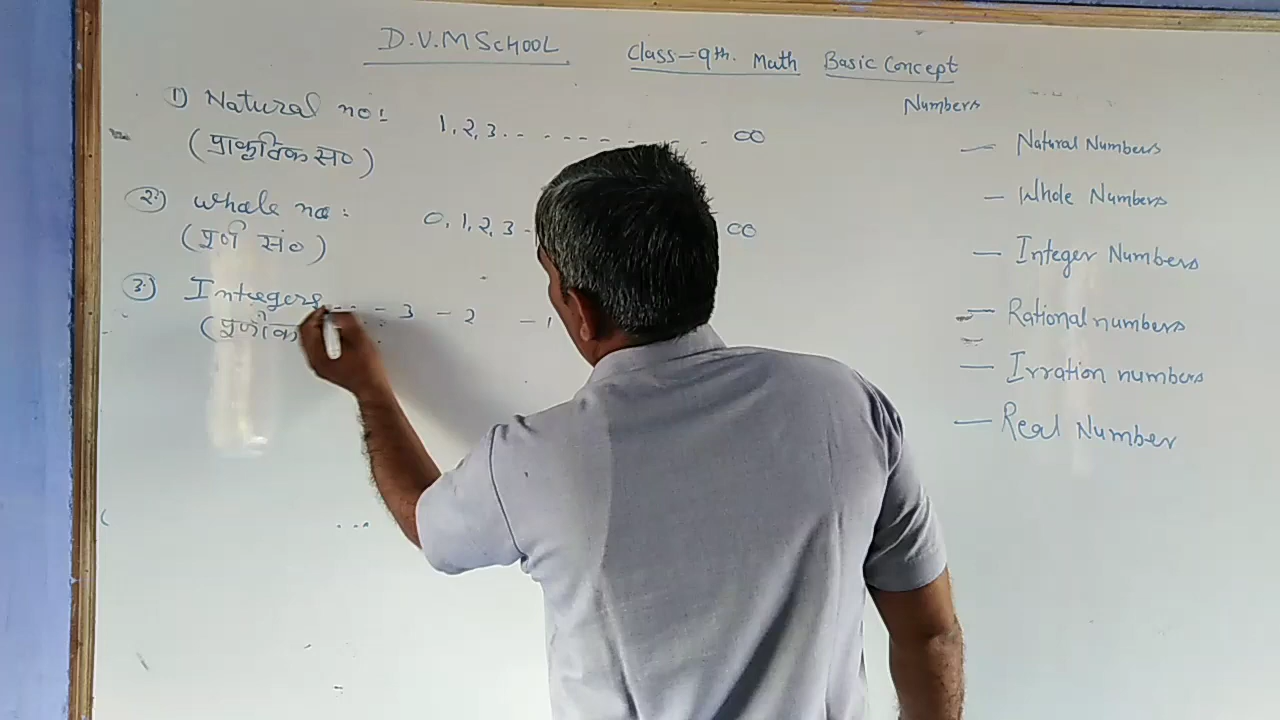 D.V.M SCHOOL Class-9th. Math Basic Concept
1) Natural no: 1, 2, 3. - - - - - - - - ∞
(प्राकृतिक सं०)
2) Whole no: 0, 1, 2, 3 - ∞
(पूर्ण सं०)
3) Integers - - - 3 - 2 - 1
Numbers
— Natural Numbers
— Whole Numbers
— Integer Numbers
— Rational numbers
— Irration numbers
— Real Number